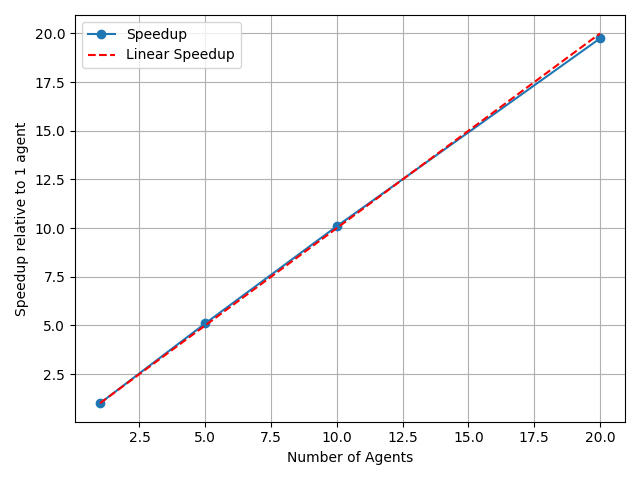 Speedup
Linear Speedup
20.0
17.5
15.0
12.5
10.0
7.5
5.0
2.5
Speedup relative to 1 agent
2.5 5.0 7.5 10.0 12.5 15.0 17.5 20.0
Number of Agents